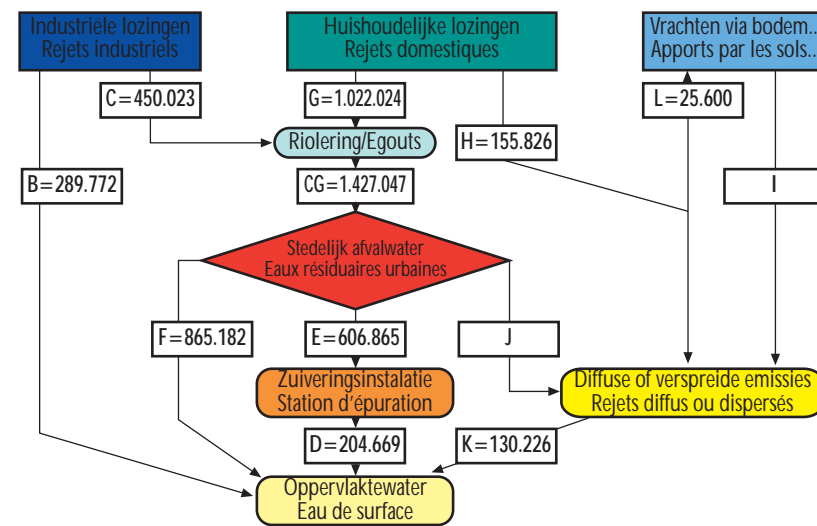 Industriële lozingen
Rejets industriels
Huishoudelijke lozingen
Rejets domestiques
Vrachten via bodem..
Apports par les sols..
C=450.023
G=1.022.024
L=25.600
Riolering/Egouts
H=155.826
B=289.772
CG=1.427.047
I
Stedelijk afvalwater
Eaux résiduaires urbaines
F=865.182
E=606.865
J
Zuiveringsinstalatie
Station d'épuration
Diffuse of verspreide emissies
Rejets diffus ou dispersés
D=204.669
K=130.226
Oppervlaktewater
Eau de surface